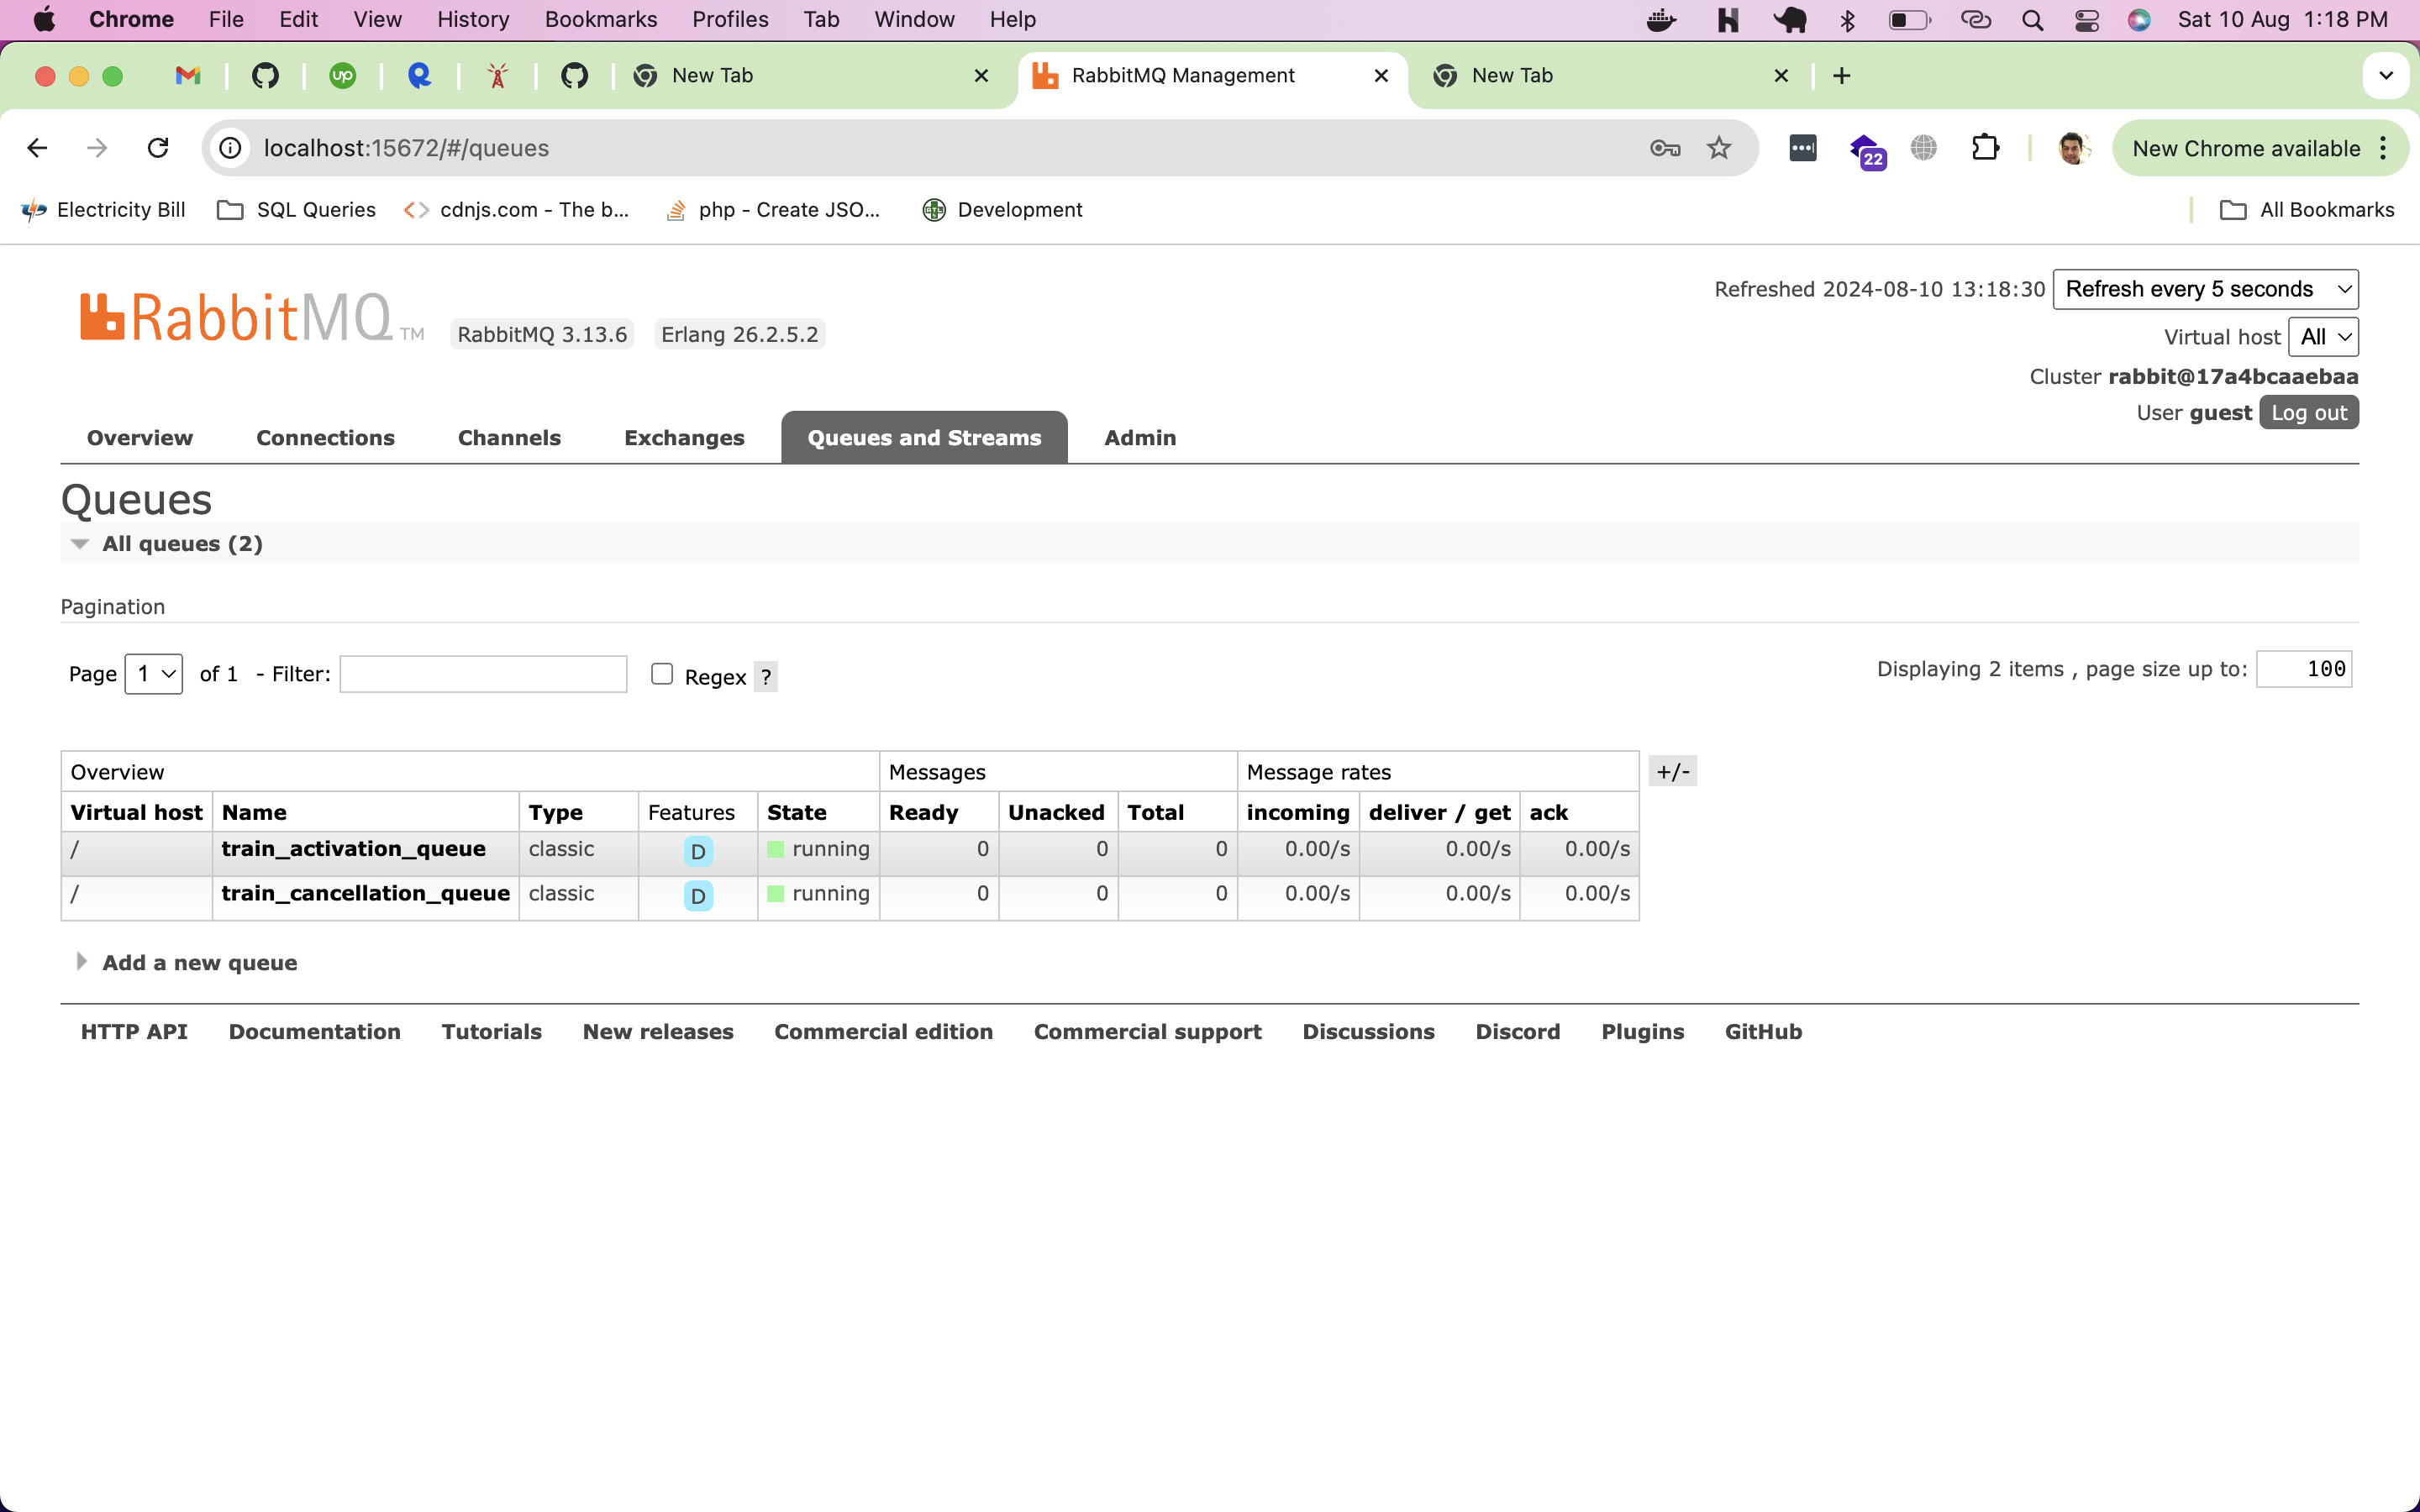 Chrome File Edit View History Bookmarks Profiles Tab Window Help Sat 10 Aug 1:18 PM
up New Tab RabbitMQ Management New Tab
localhost:15672/#/queues 22 New Chrome available
Electricity Bill SQL Queries cdnjs.com - The b... php - Create JSO... Development All Bookmarks
Refreshed 2024-08-10 13:18:30 Refresh every 5 seconds
RabbitMQ TM RabbitMQ 3.13.6 Erlang 26.2.5.2
Virtual host All
Cluster rabbit@17a4bcaaebaa
User guest Log out
Overview Connections Channels Exchanges Queues and Streams Admin
Queues
All queues (2)
Pagination
Page 1 of 1 - Filter: Regex ? Displaying 2 items , page size up to: 100
Overview Messages Message rates +/-
Virtual host Name Type Features State Ready Unacked Total incoming deliver / get ack
/ train_activation_queue classic D running 0 0 0 0.00/s 0.00/s 0.00/s
/ train_cancellation_queue classic D running 0 0 0 0.00/s 0.00/s 0.00/s
Add a new queue
HTTP API Documentation Tutorials New releases Commercial edition Commercial support Discussions Discord Plugins GitHub